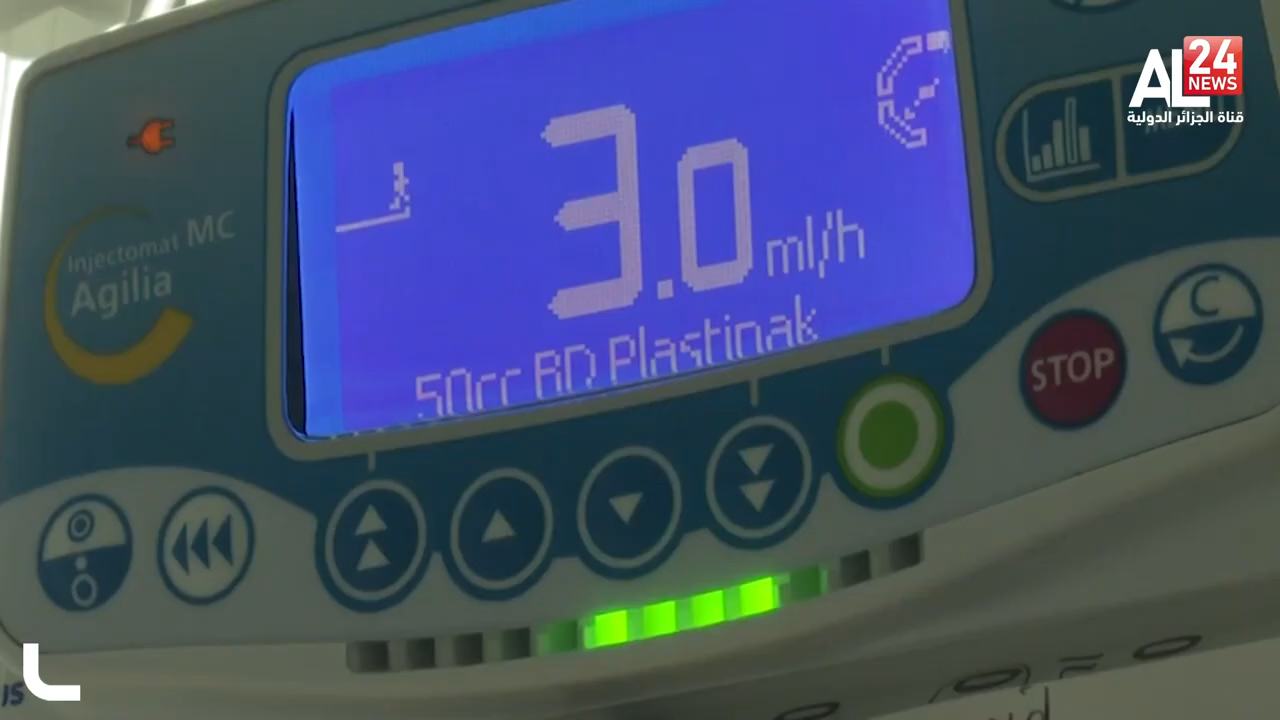 AL 24 NEWS
قناة الجزائر الدولية
Injectomat MC
Agilia
3.0 ml/h
50cc BD Plastipak
STOP
C